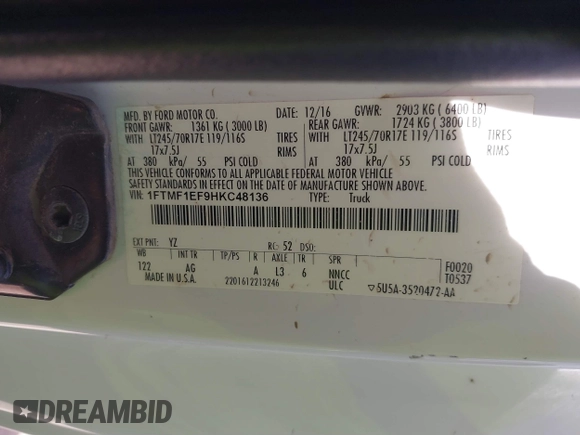 MFD. BY FORD MOTOR CO. DATE: 12/16 GVWR: 2903 KG ( 6400 LB)
FRONT GAWR: 1361 KG ( 3000 LB) REAR GAWR: 1724 KG ( 3800 LB)
WITH LT245/70R17E 119/116S TIRES WITH LT245/70R17E 119/116S TIRES
17x7.5J RIMS 17x7.5J RIMS
AT 380 kPa/ 55 PSI COLD AT 380 kPa/ 55 PSI COLD
THIS VEHICLE CONFORMS TO ALL APPLICABLE FEDERAL MOTOR VEHICLE
SAFETY STANDARDS IN EFFECT ON THE DATE OF MANUFACTURE SHOWN ABOVE.
VIN: 1FTMF1EF9HKC48136 TYPE: Truck
EXT PNT: YZ RC: 52 DSO:
WB TP/PS R AXLE TR SPR
122 AG A L3 6 NNCC F0020
MADE IN U.S.A. 2201612213246 ULC T0537
5U5A-3520472-AA
DREAMBID